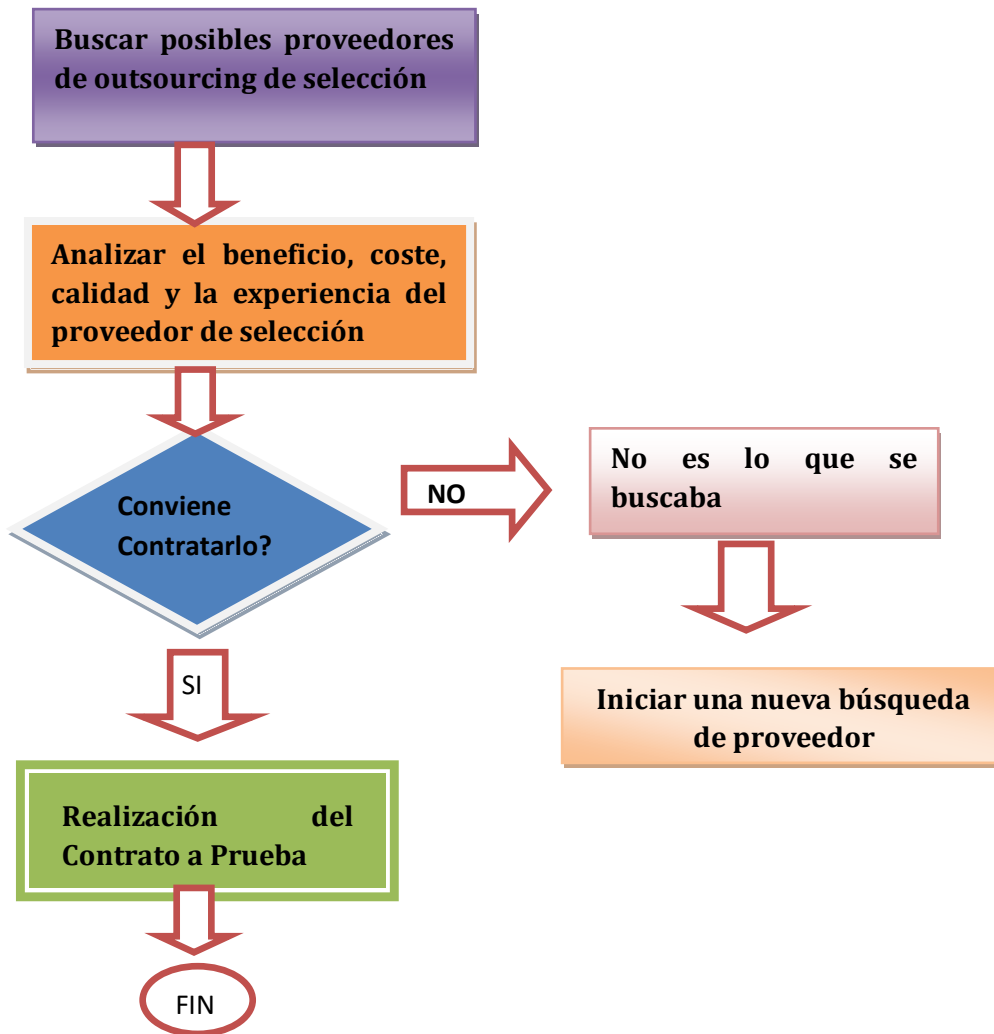 Buscar posibles proveedores
de outsourcing de selección
Analizar el beneficio, coste,
calidad y la experiencia del
proveedor de selección
Conviene
Contratarlo?
NO
No es lo que se
buscaba
SI
Iniciar una nueva búsqueda
de proveedor
Realización del
Contrato a Prueba
FIN